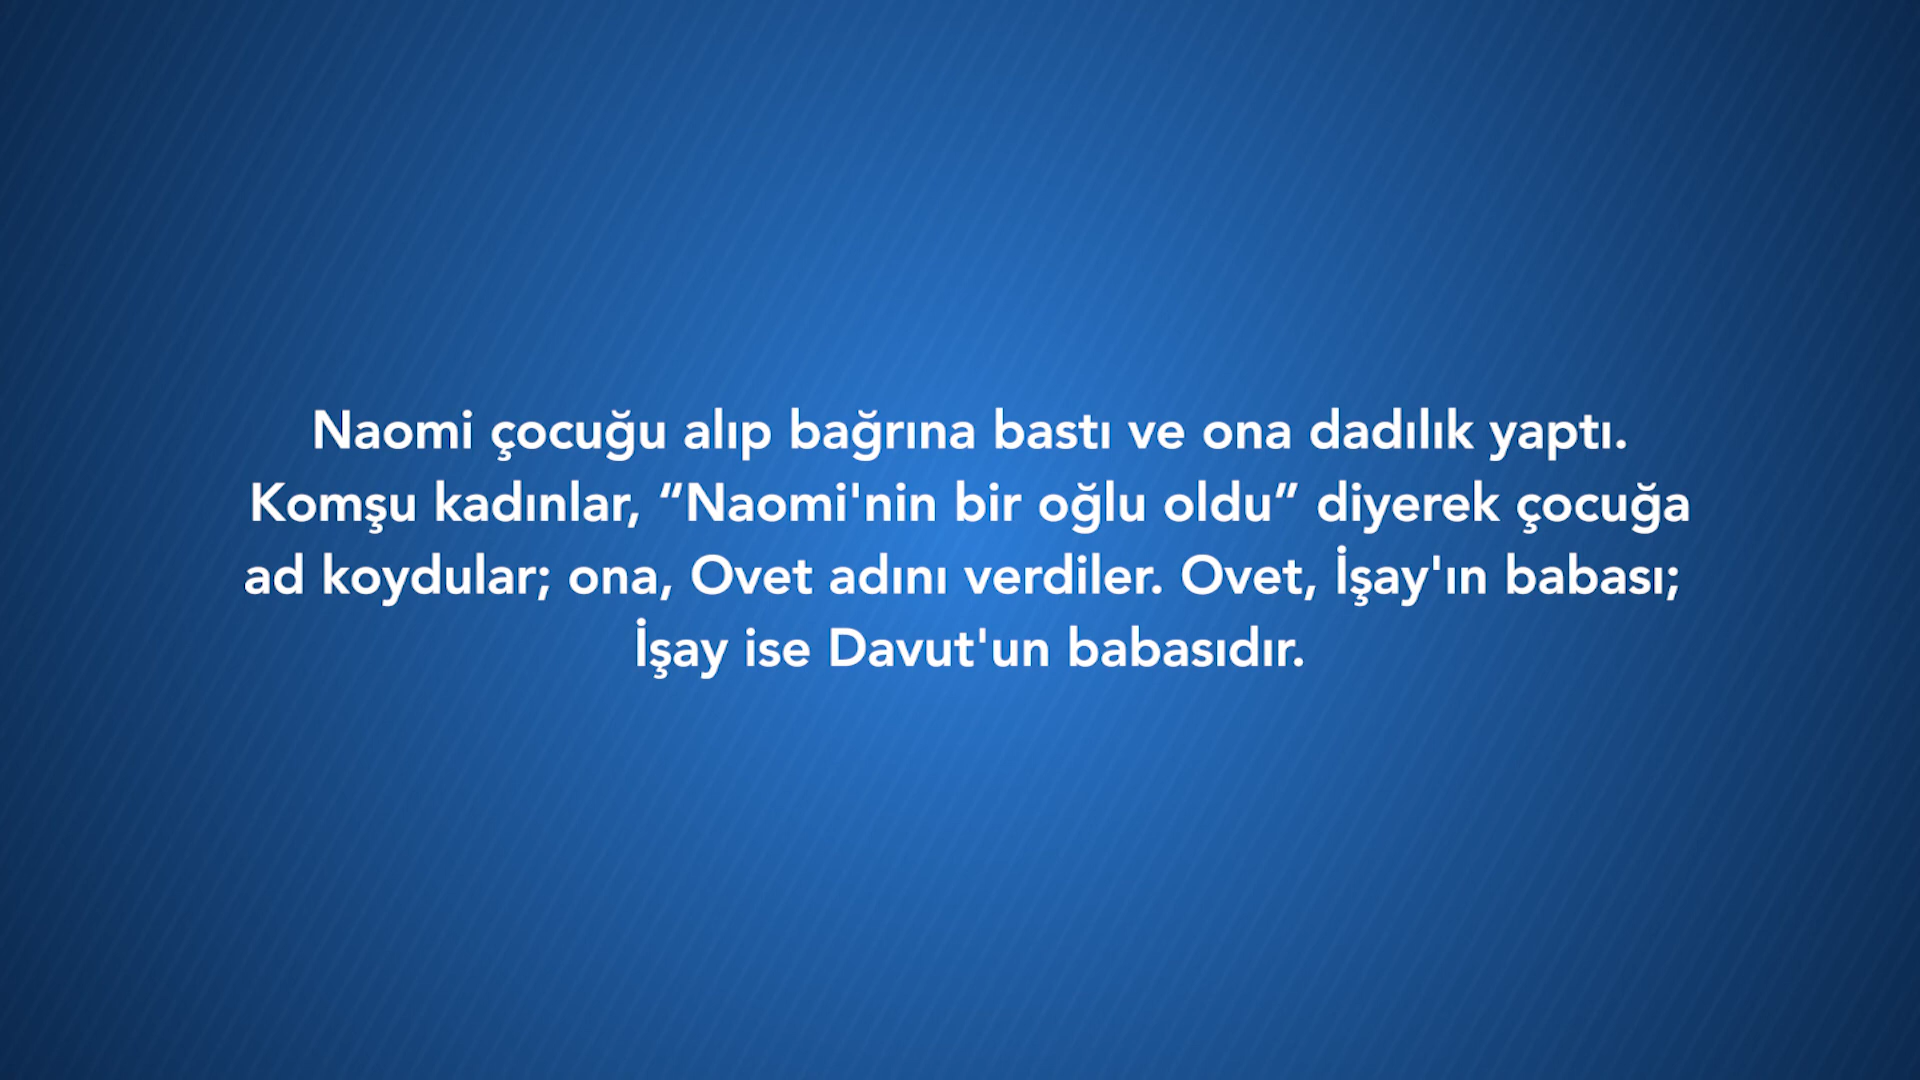 Naomi çocuğu alıp bağrına bastı ve ona dadılık yaptı.
Komşu kadınlar, “Naomi'nin bir oğlu oldu” diyerek çocuğa
ad koydular; ona, Ovet adını verdiler. Ovet, İşay'ın babası;
İşay ise Davut'un babasıdır.